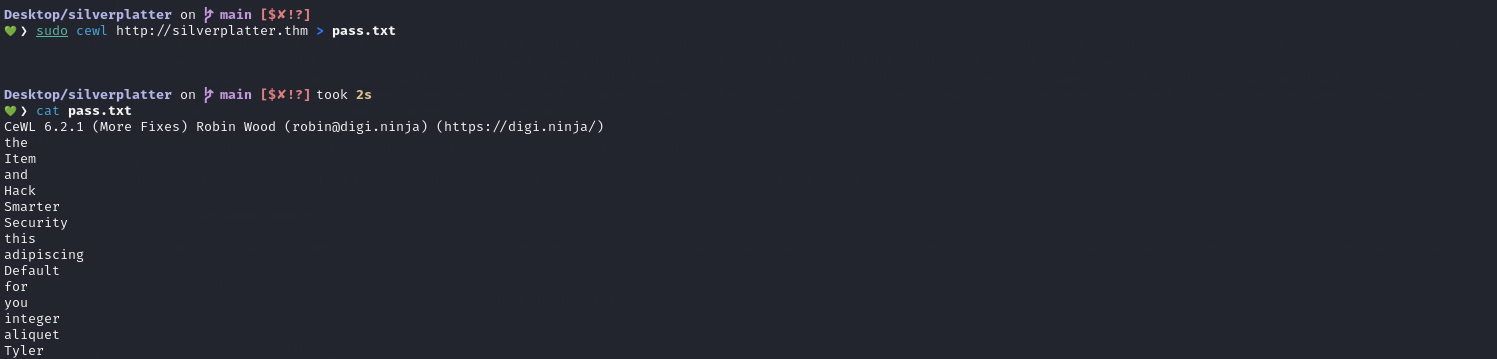 Desktop/silverplatter on main [$✘!?]
💚 ❯ sudo cewl http://silverplatter.thm > pass.txt
Desktop/silverplatter on main [$✘!?] took 2s
💚 ❯ cat pass.txt
CeWL 6.2.1 (More Fixes) Robin Wood (robin@digi.ninja) (https://digi.ninja/)
the
Item
and
Hack
Smarter
Security
this
adipiscing
Default
for
you
integer
aliquet
Tyler